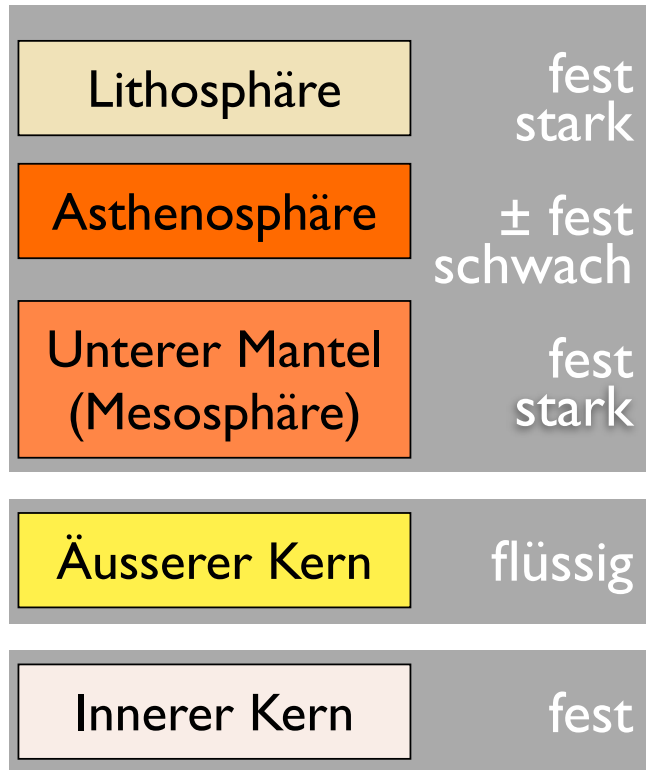 Lithosphäre
fest
stark
Asthenosphäre
± fest
schwach
Unterer Mantel
(Mesosphäre)
fest
stark
Äusserer Kern
flüssig
Innerer Kern
fest